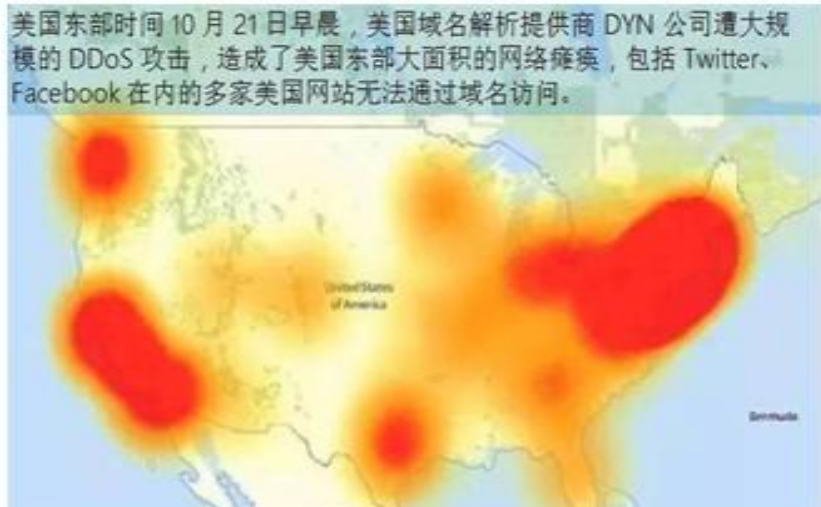 美国东部时间 10 月 21 日早晨，美国域名解析提供商 DYN 公司遭大规
模的 DDoS 攻击，造成了美国东部大面积的网络瘫痪，包括 Twitter、
Facebook 在内的多家美国网站无法通过域名访问。
United States
of America
Bermuda